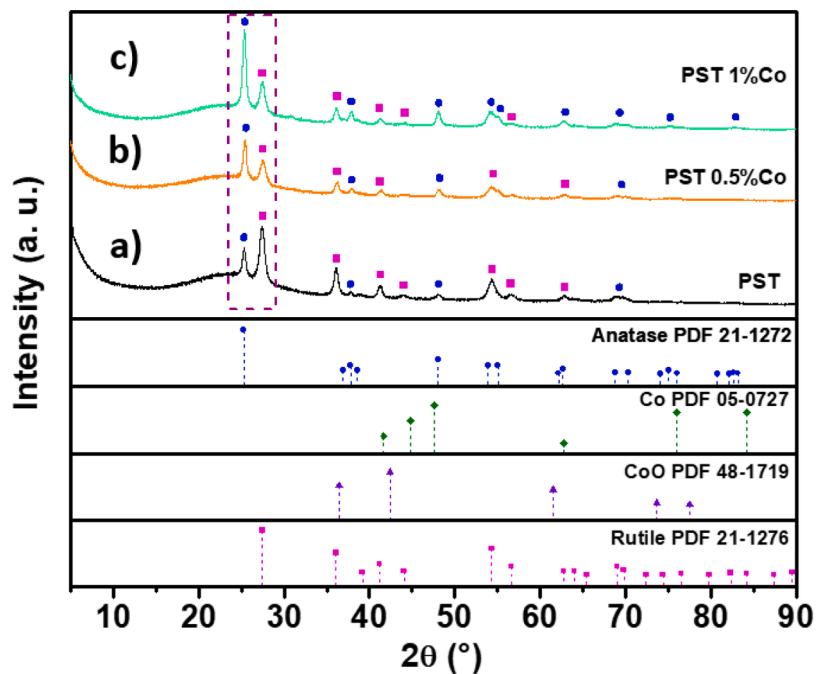 c)
PST 1%Co
b)
PST 0.5%Co
a)
PST
Intensity (a. u.)
Anatase PDF 21-1272
Co PDF 05-0727
CoO PDF 48-1719
Rutile PDF 21-1276
10 20 30 40 50 60 70 80 90
2θ (°)